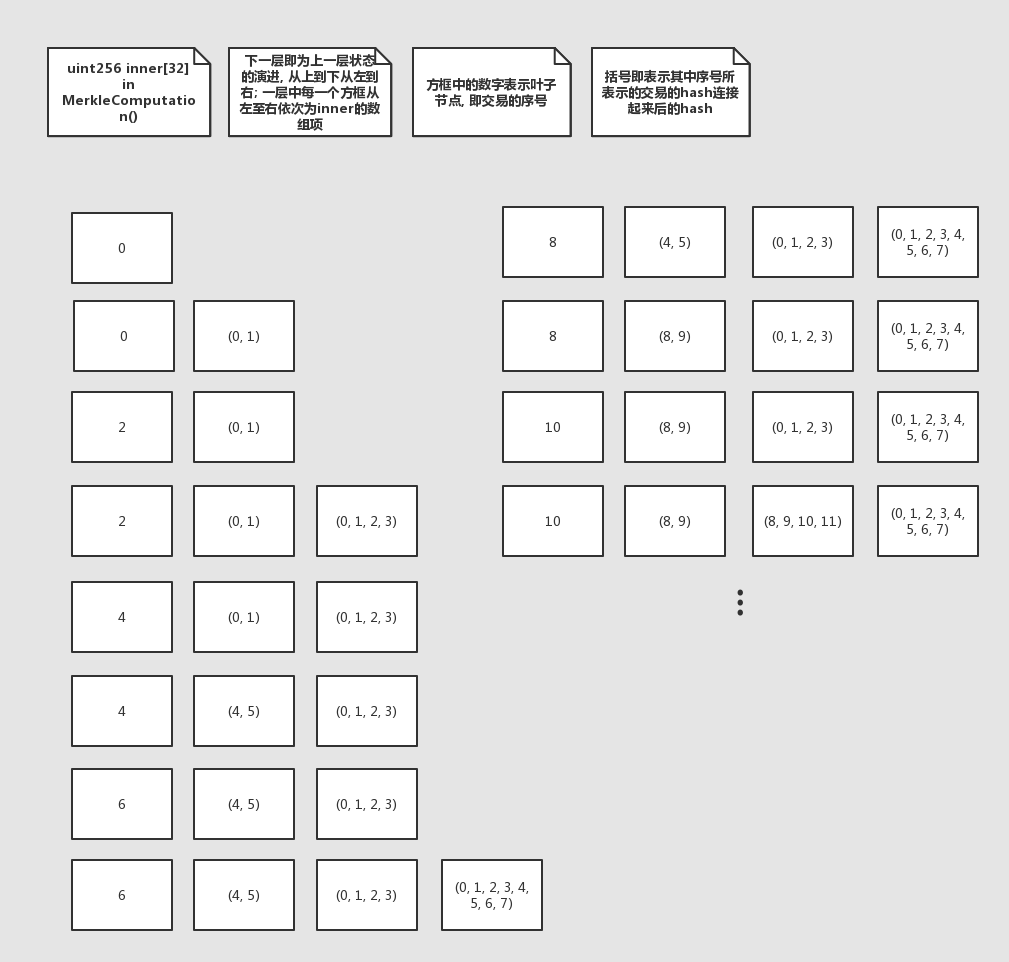 uint256 inner[32]
in
MerkleComputatio
n()
下一层即为上一层状态
的演进, 从上到下从左到
右; 一层中每一个方框从
左至右依次为inner的数
组项
方框中的数字表示叶子
节点, 即交易的序号
括号即表示其中序号所
表示的交易的hash连接
起来后的hash
0
0
(0, 1)
2
(0, 1)
2
(0, 1)
(0, 1, 2, 3)
4
(0, 1)
(0, 1, 2, 3)
4
(4, 5)
(0, 1, 2, 3)
6
(4, 5)
(0, 1, 2, 3)
6
(4, 5)
(0, 1, 2, 3)
(0, 1, 2, 3, 4,
5, 6, 7)
8
(4, 5)
(0, 1, 2, 3)
(0, 1, 2, 3, 4,
5, 6, 7)
8
(8, 9)
(0, 1, 2, 3)
(0, 1, 2, 3, 4,
5, 6, 7)
10
(8, 9)
(0, 1, 2, 3)
(0, 1, 2, 3, 4,
5, 6, 7)
10
(8, 9)
(8, 9, 10, 11)
(0, 1, 2, 3, 4,
5, 6, 7)